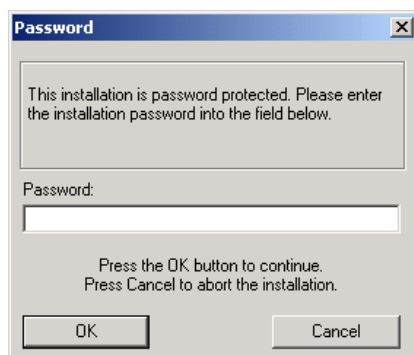 Password
This installation is password protected. Please enter
the installation password into the field below.
Password:
Press the OK button to continue.
Press Cancel to abort the installation.
OK
Cancel